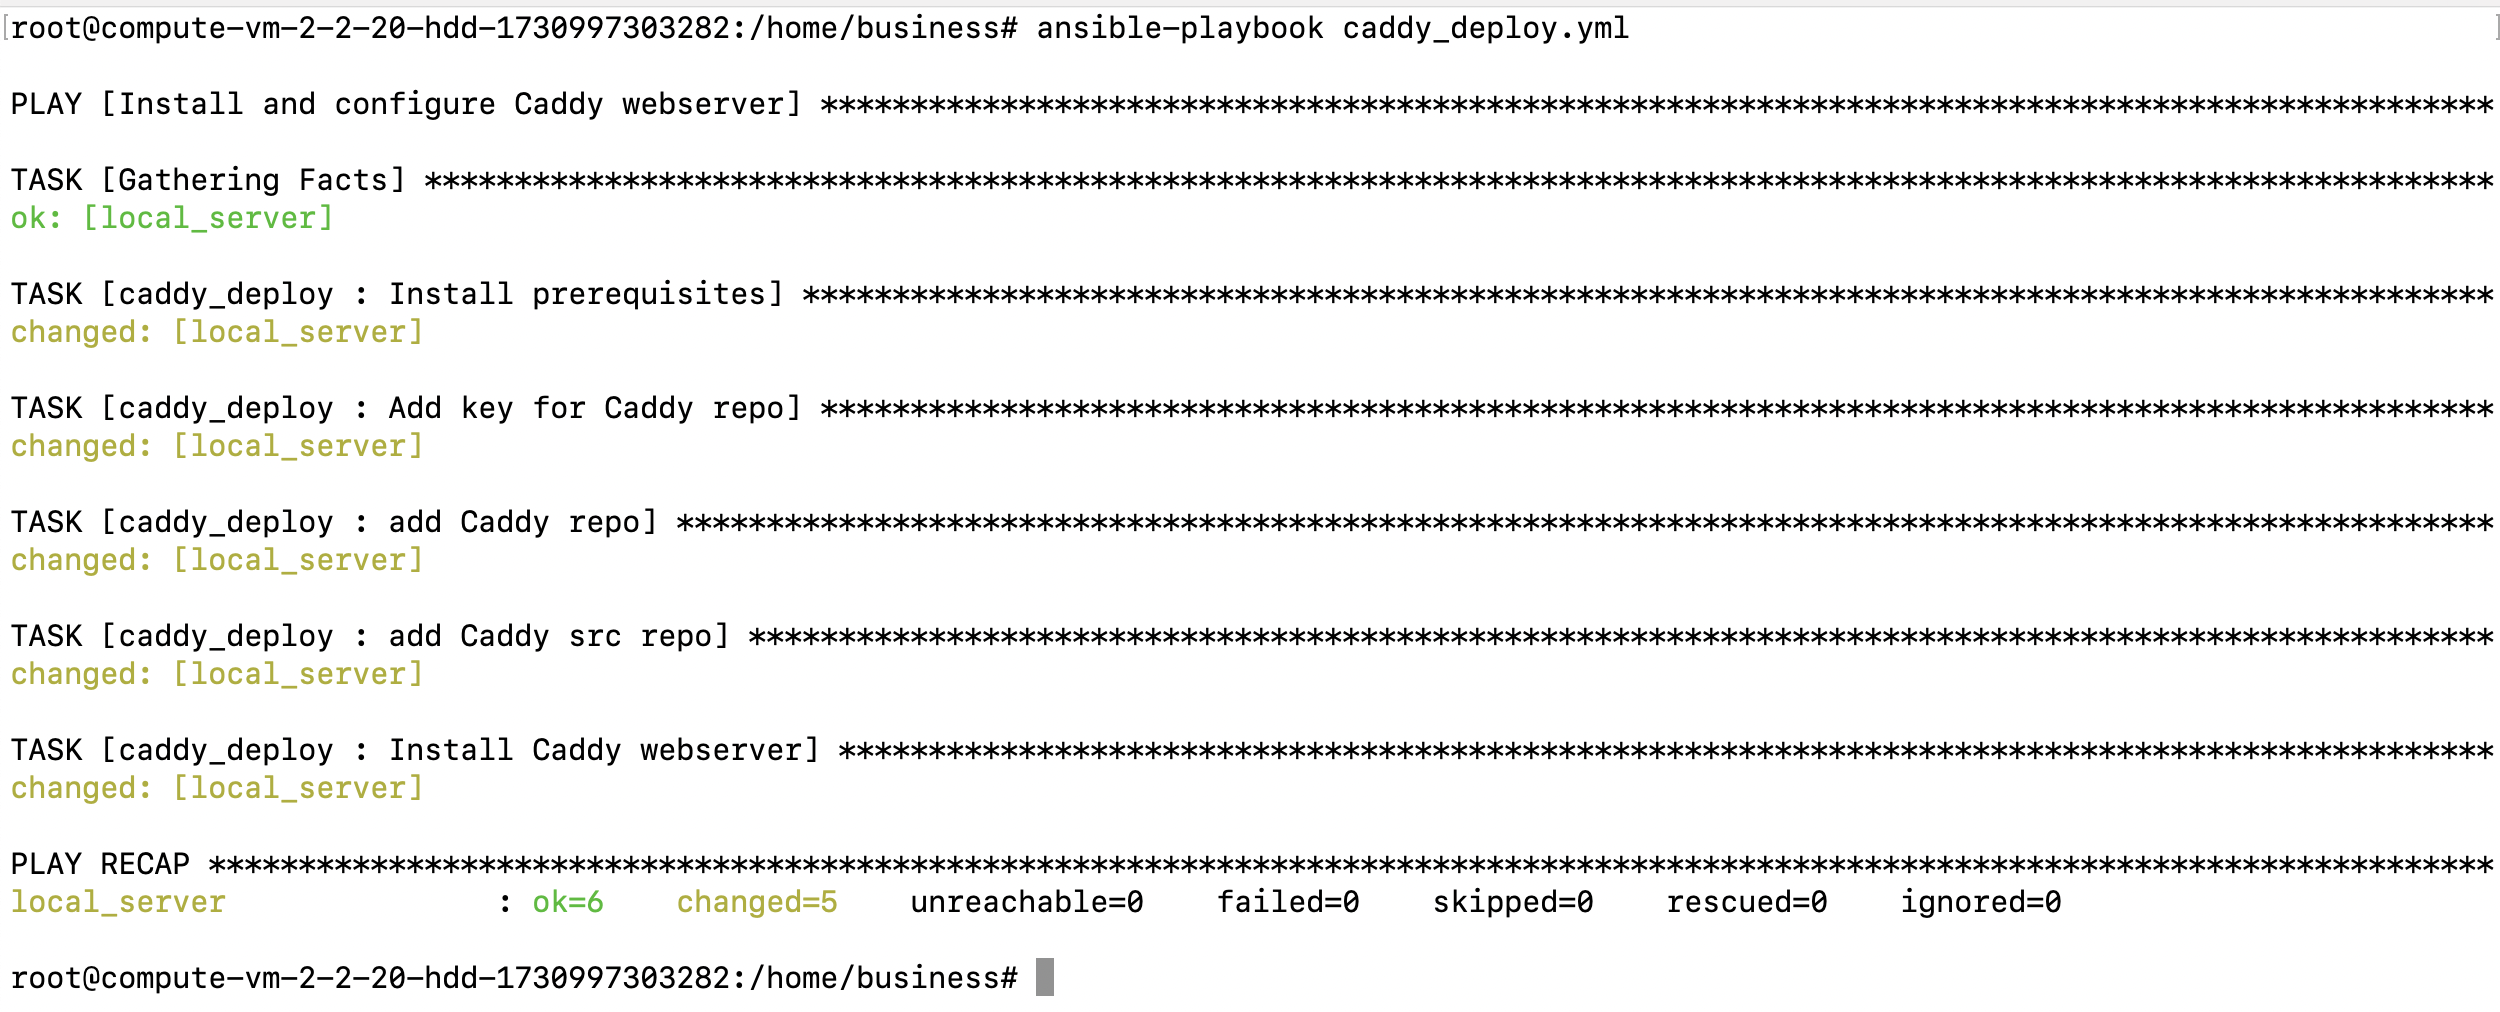 root@compute-vm-2-2-20-hdd-1730997303282:/home/business# ansible-playbook caddy_deploy.yml
PLAY [Install and configure Caddy webserver] *********************************************************************************************
TASK [Gathering Facts] *******************************************************************************************************************
ok: [local_server]
TASK [caddy_deploy : Install prerequisites] **********************************************************************************************
changed: [local_server]
TASK [caddy_deploy : Add key for Caddy repo] *********************************************************************************************
changed: [local_server]
TASK [caddy_deploy : add Caddy repo] *****************************************************************************************************
changed: [local_server]
TASK [caddy_deploy : add Caddy src repo] *************************************************************************************************
changed: [local_server]
TASK [caddy_deploy : Install Caddy webserver] ********************************************************************************************
changed: [local_server]
PLAY RECAP *******************************************************************************************************************************
local_server               : ok=6    changed=5    unreachable=0    failed=0    skipped=0    rescued=0    ignored=0
root@compute-vm-2-2-20-hdd-1730997303282:/home/business#